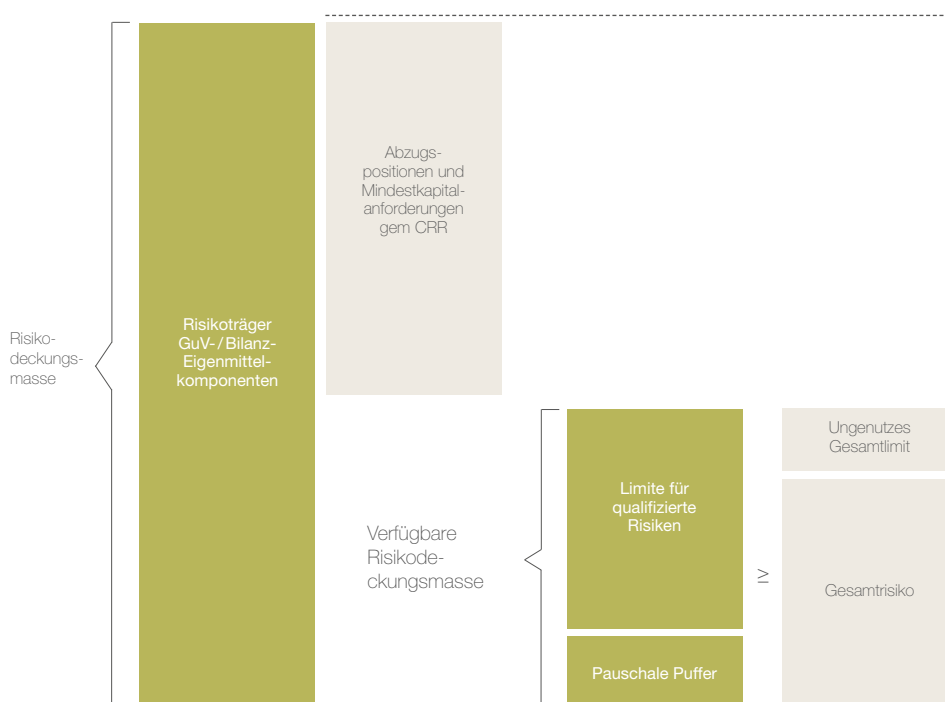 Abzugs-
positionen und
Mindestkapital-
anforderungen
gem CRR
Risiko-
deckungs-
masse
Risikoträger
GuV-/Bilanz-
Eigenmittel-
komponenten
Verfügbare
Risikode-
ckungsmasse
Limite für
qualifizierte
Risiken
Pauschale Puffer
≥
Ungenutzes
Gesamtlimit
Gesamtrisiko